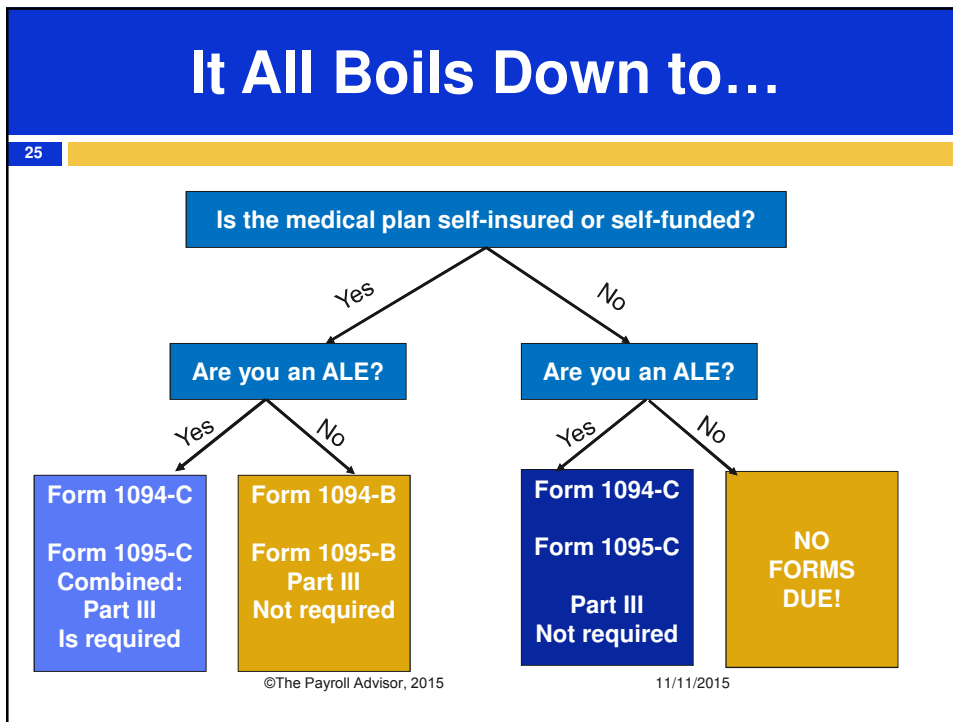 It All Boils Down to…
25
Is the medical plan self-insured or self-funded?
Yes
No
Are you an ALE?
Are you an ALE?
Yes
No
Yes
No
Form 1094-C
Form 1095-C
Combined:
Part III
Is required
Form 1094-B
Form 1095-B
Part III
Not required
Form 1094-C
Form 1095-C
Part III
Not required
NO
FORMS
DUE!
©The Payroll Advisor, 2015
11/11/2015